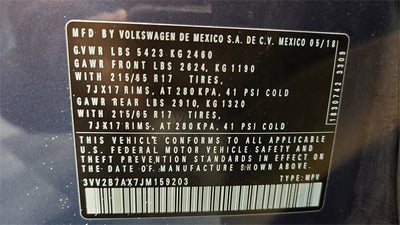 MFD BY VOLKSWAGEN DE MEXICO S.A. DE C.V. MEXICO 05/18
GVWR LBS 5423 KG 2460
GAWR FRONT LBS 2624, KG 1190
WITH 215/65 R17 TIRES,
7JX17 RIMS, AT 280 KPA, 41 PSI COLD
GAWR REAR LBS 2910, KG 1320
WITH 215/65 R17 TIRES,
7JX17 RIMS, AT 280 KPA, 41 PSI COLD
THIS VEHICLE CONFORMS TO ALL APPLICABLE
U.S. FEDERAL MOTOR VEHICLE SAFETY AND
THEFT PREVENTION STANDARDS IN EFFECT ON THE
DATE OF MANUFACTURE SHOWN ABOVE.
3VV2B7AX7JM159203 TYPE: MPV
1830743 3309